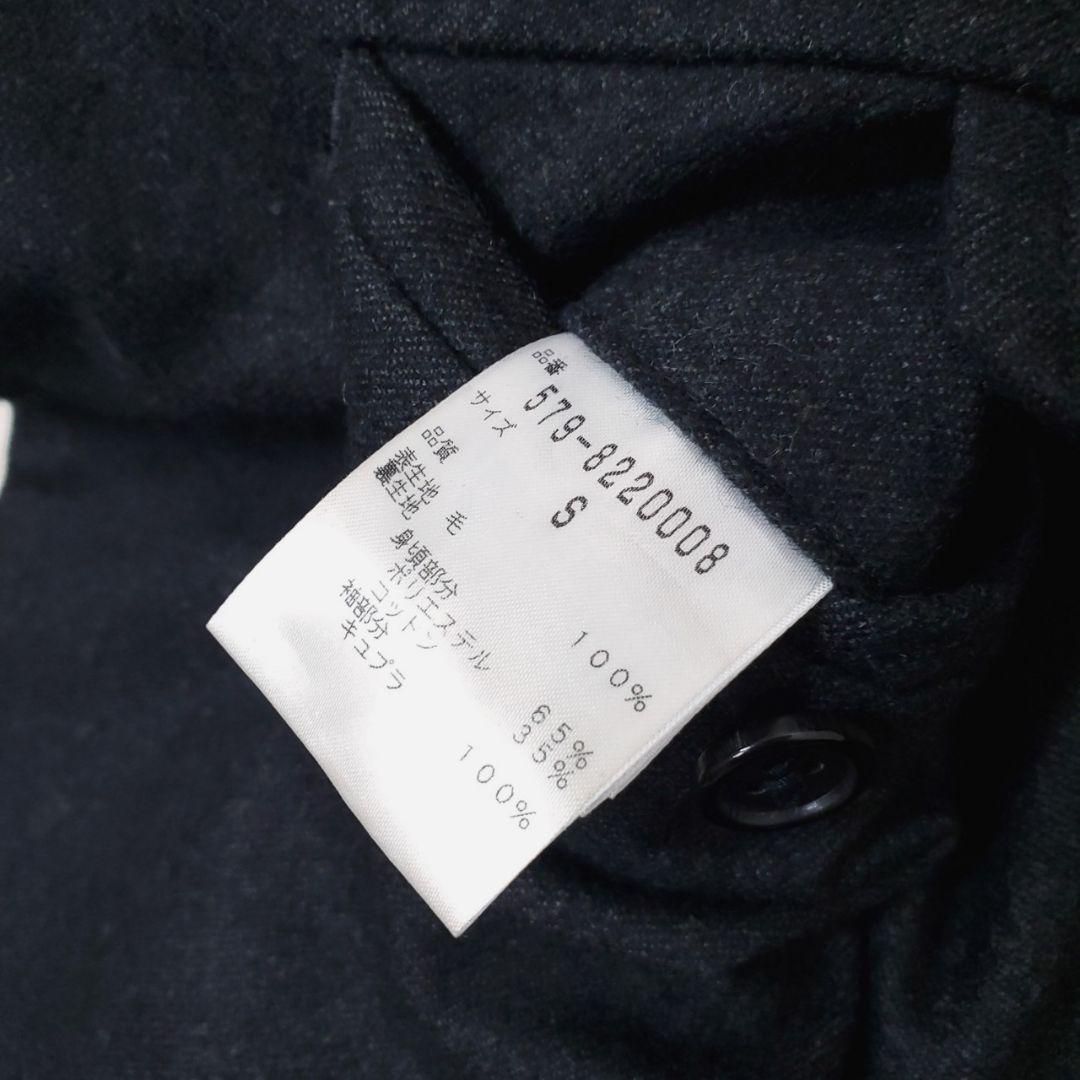 品番
579-8220008
サイズ S
品質
表生地 毛 100%
裏生地
身頃部分
ポリエステル 65%
コットン 35%
袖部分
キュプラ 100%